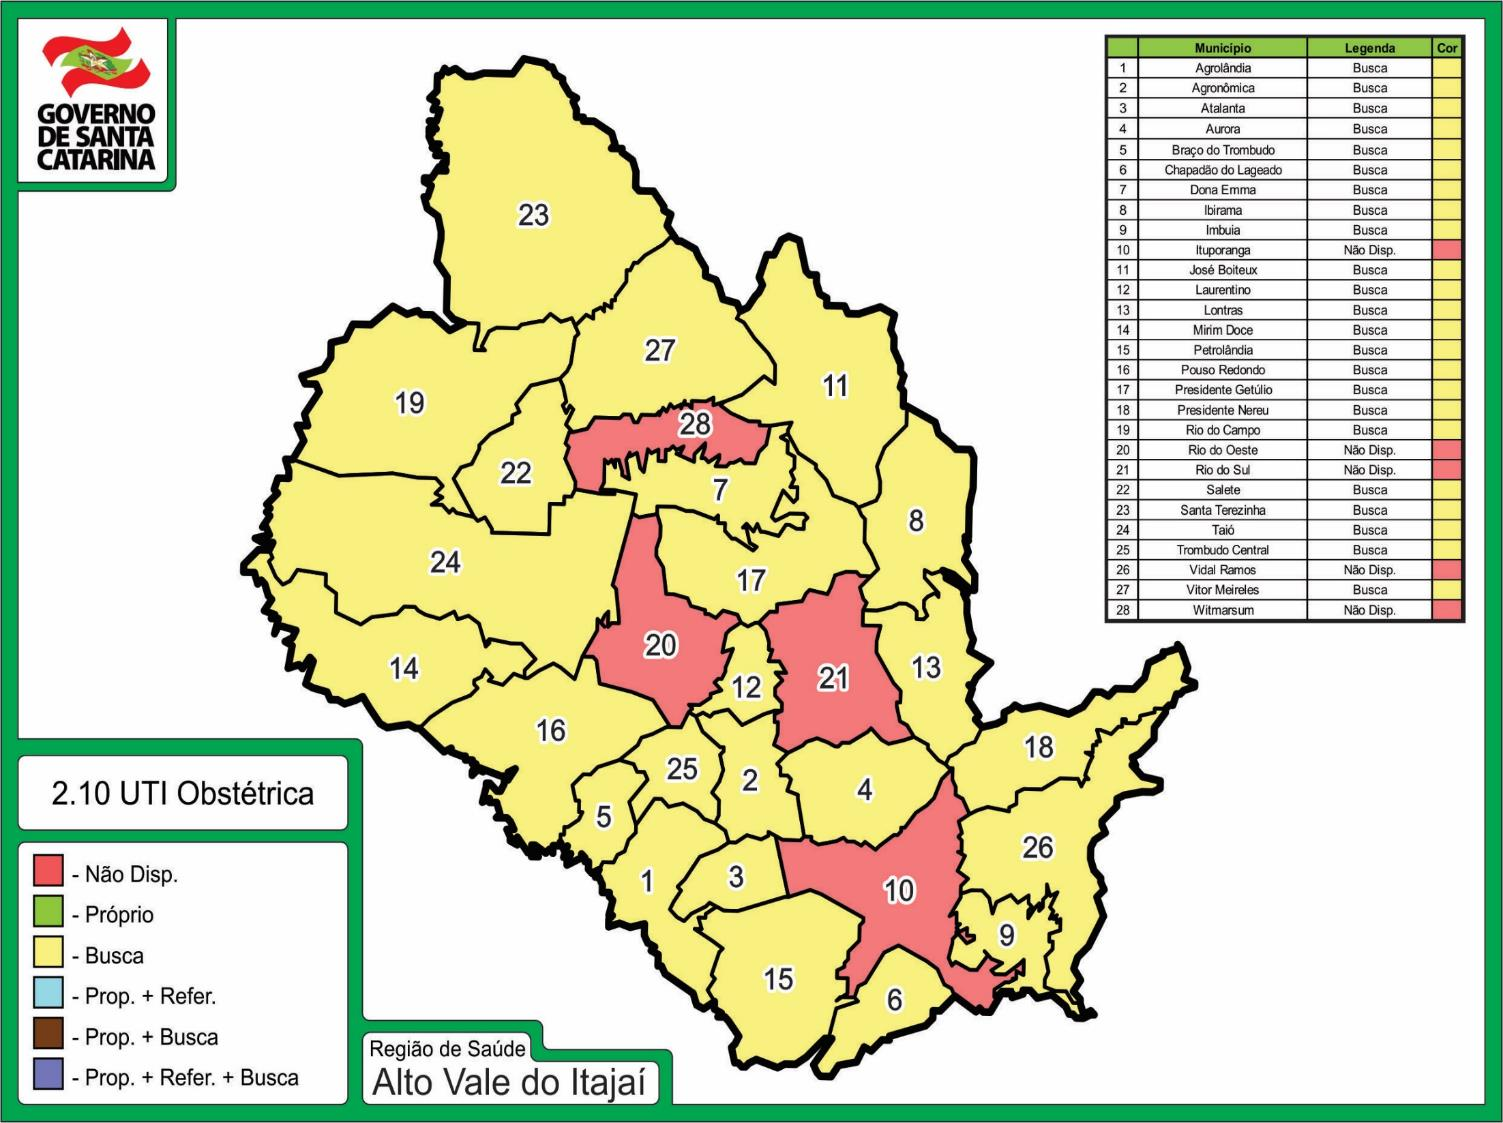 GOVERNO
DE SANTA
CATARINA
Município Legenda Cor
1 Agrolândia Busca
2 Agronômica Busca
3 Atalanta Busca
4 Aurora Busca
5 Braço do Trombudo Busca
6 Chapadão do Lageado Busca
7 Dona Emma Busca
8 Ibirama Busca
9 Imbuia Busca
10 Ituporanga Não Disp.
11 José Boiteux Busca
12 Laurentino Busca
13 Lontras Busca
14 Mirim Doce Busca
15 Petrolândia Busca
16 Pouso Redondo Busca
17 Presidente Getúlio Busca
18 Presidente Nereu Busca
19 Rio do Campo Busca
20 Rio do Oeste Não Disp.
21 Rio do Sul Não Disp.
22 Salete Busca
23 Santa Terezinha Busca
24 Taió Busca
25 Trombudo Central Busca
26 Vidal Ramos Não Disp.
27 Vitor Meireles Busca
28 Witmarsum Não Disp.
23
27
11
19
28
22
7
8
24
17
20
14
12
21
13
16
18
25
2
4
5
26
1
3
10
9
15
6
2.10 UTI Obstétrica
- Não Disp.
- Próprio
- Busca
- Prop. + Refer.
- Prop. + Busca
- Prop. + Refer. + Busca
Região de Saúde
Alto Vale do Itajaí